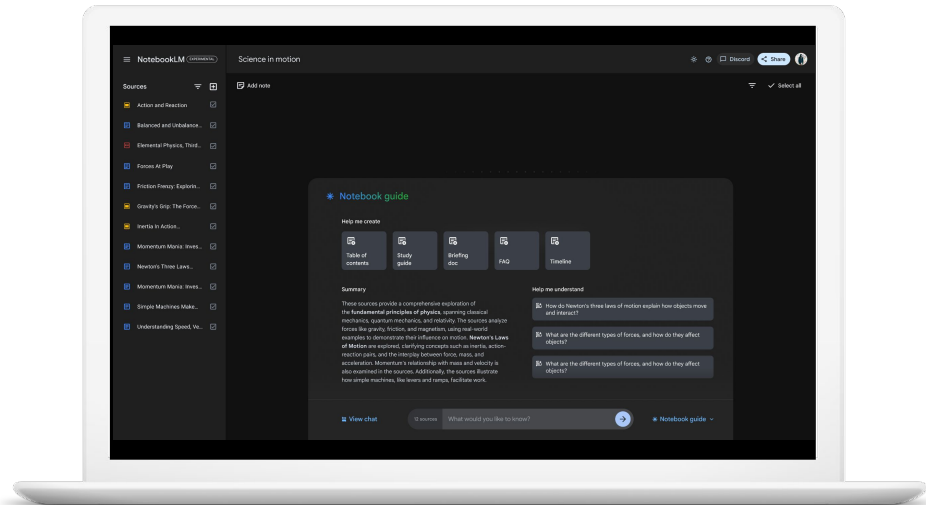 NotebookLM EXPERIMENTAL
Science in motion
Discord
Share
Sources
Add note
Select all
Action and Reaction
Balanced and Unbalance...
Elemental Physics, Third...
Forces At Play
Friction Frenzy: Explorin...
Gravity's Grip: The Force...
Inertia In Action...
Momentum Mania: Inves...
Newton's Three Laws...
Momentum Mania: Inves...
Simple Machines Make...
Understanding Speed, Ve...
Notebook guide
Help me create
Table of
contents
Study
guide
Briefing
doc
FAQ
Timeline
Summary
These sources provide a comprehensive exploration of
the fundamental principles of physics, spanning classical
mechanics, quantum mechanics, and relativity. The sources analyze
forces like gravity, friction, and magnetism, using real-world
examples to demonstrate their influence on motion. Newton's Laws
of Motion are explored, clarifying concepts such as inertia, action-
reaction pairs, and the interplay between force, mass, and
acceleration. Momentum's relationship with mass and velocity is
also examined in the sources. Additionally, the sources illustrate
how simple machines, like levers and ramps, facilitate work.
Help me understand
How do Newton's three laws of motion explain how objects move
and interact?
What are the different types of forces, and how do they affect
objects?
What are the different types of forces, and how do they affect
objects?
View chat
12 sources
What would you like to know?
Notebook guide